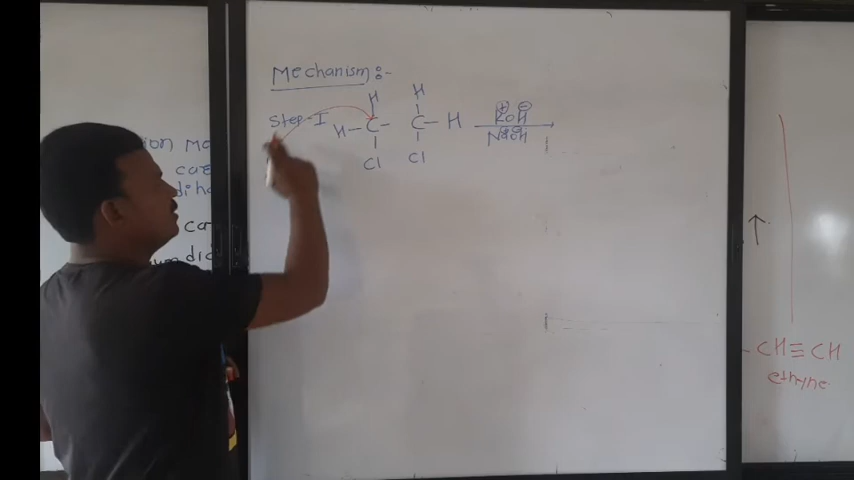 Mechanism:-
Step-I
H H
H-C- C-H
Cl Cl
KOH
NaOH
CH≡CH
ethyne